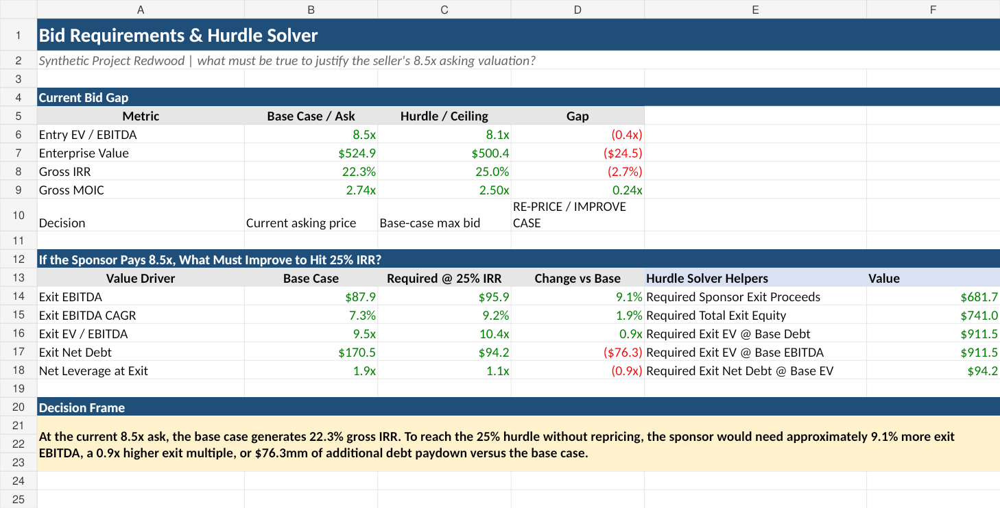 A B C D E F
1 Bid Requirements & Hurdle Solver
2 Synthetic Project Redwood | what must be true to justify the seller's 8.5x asking valuation?
3
4 Current Bid Gap
5 Metric Base Case / Ask Hurdle / Ceiling Gap
6 Entry EV / EBITDA 8.5x 8.1x (0.4x)
7 Enterprise Value $524.9 $500.4 ($24.5)
8 Gross IRR 22.3% 25.0% (2.7%)
9 Gross MOIC 2.74x 2.50x 0.24x
10 Decision Current asking price Base-case max bid RE-PRICE / IMPROVE
CASE
11
12 If the Sponsor Pays 8.5x, What Must Improve to Hit 25% IRR?
13 Value Driver Base Case Required @ 25% IRR Change vs Base Hurdle Solver Helpers Value
14 Exit EBITDA $87.9 $95.9 9.1% Required Sponsor Exit Proceeds $681.7
15 Exit EBITDA CAGR 7.3% 9.2% 1.9% Required Total Exit Equity $741.0
16 Exit EV / EBITDA 9.5x 10.4x 0.9x Required Exit EV @ Base Debt $911.5
17 Exit Net Debt $170.5 $94.2 ($76.3) Required Exit EV @ Base EBITDA $911.5
18 Net Leverage at Exit 1.9x 1.1x (0.9x) Required Exit Net Debt @ Base EV $94.2
19
20 Decision Frame
21
22 At the current 8.5x ask, the base case generates 22.3% gross IRR. To reach the 25% hurdle without repricing, the sponsor would need approximately 9.1% more exit
23 EBITDA, a 0.9x higher exit multiple, or $76.3mm of additional debt paydown versus the base case.
24
25